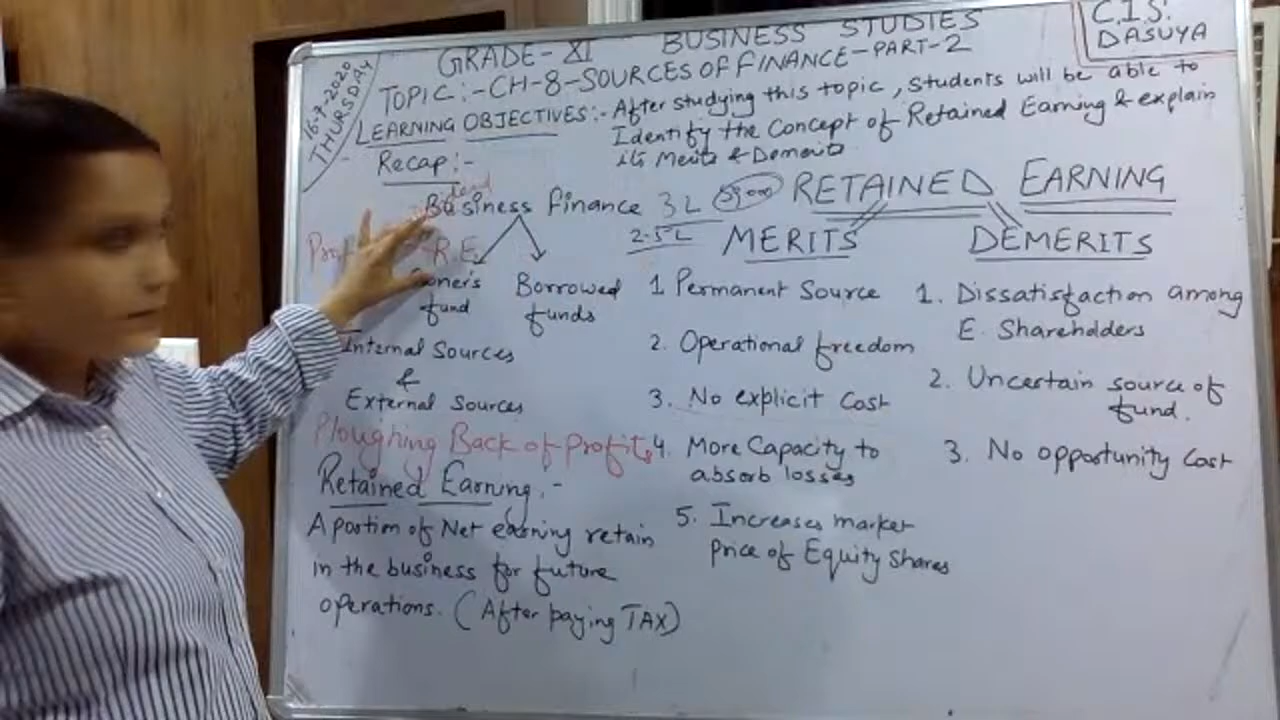 GRADE-XI BUSINESS STUDIES
C.I.S.
DASUYA
16-7-2020
THURSDAY
TOPIC:-CH-8-SOURCES OF FINANCE-PART-2
LEARNING OBJECTIVES:- After studying this topic, students will be able to
Identify the Concept of Retained Earning & explain
its Merits & Demerits
Recap:-
Business finance
R.E.
Owner's
fund
Borrowed
funds
Internal Sources
&
External Sources
Ploughing Back of Profits
Retained Earning:-
A portion of Net earning retain
in the business for future
operations. (After paying TAX)
3 L
2.5 L
RETAINED EARNING
MERITS
1 Permanent Source
2. Operational freedom
3. No explicit Cost
4. More Capacity to
absorb losses
5. Increases market
price of Equity Shares
DEMERITS
1. Dissatisfaction among
E. Shareholders
2. Uncertain source of
fund.
3. No opportunity Cost